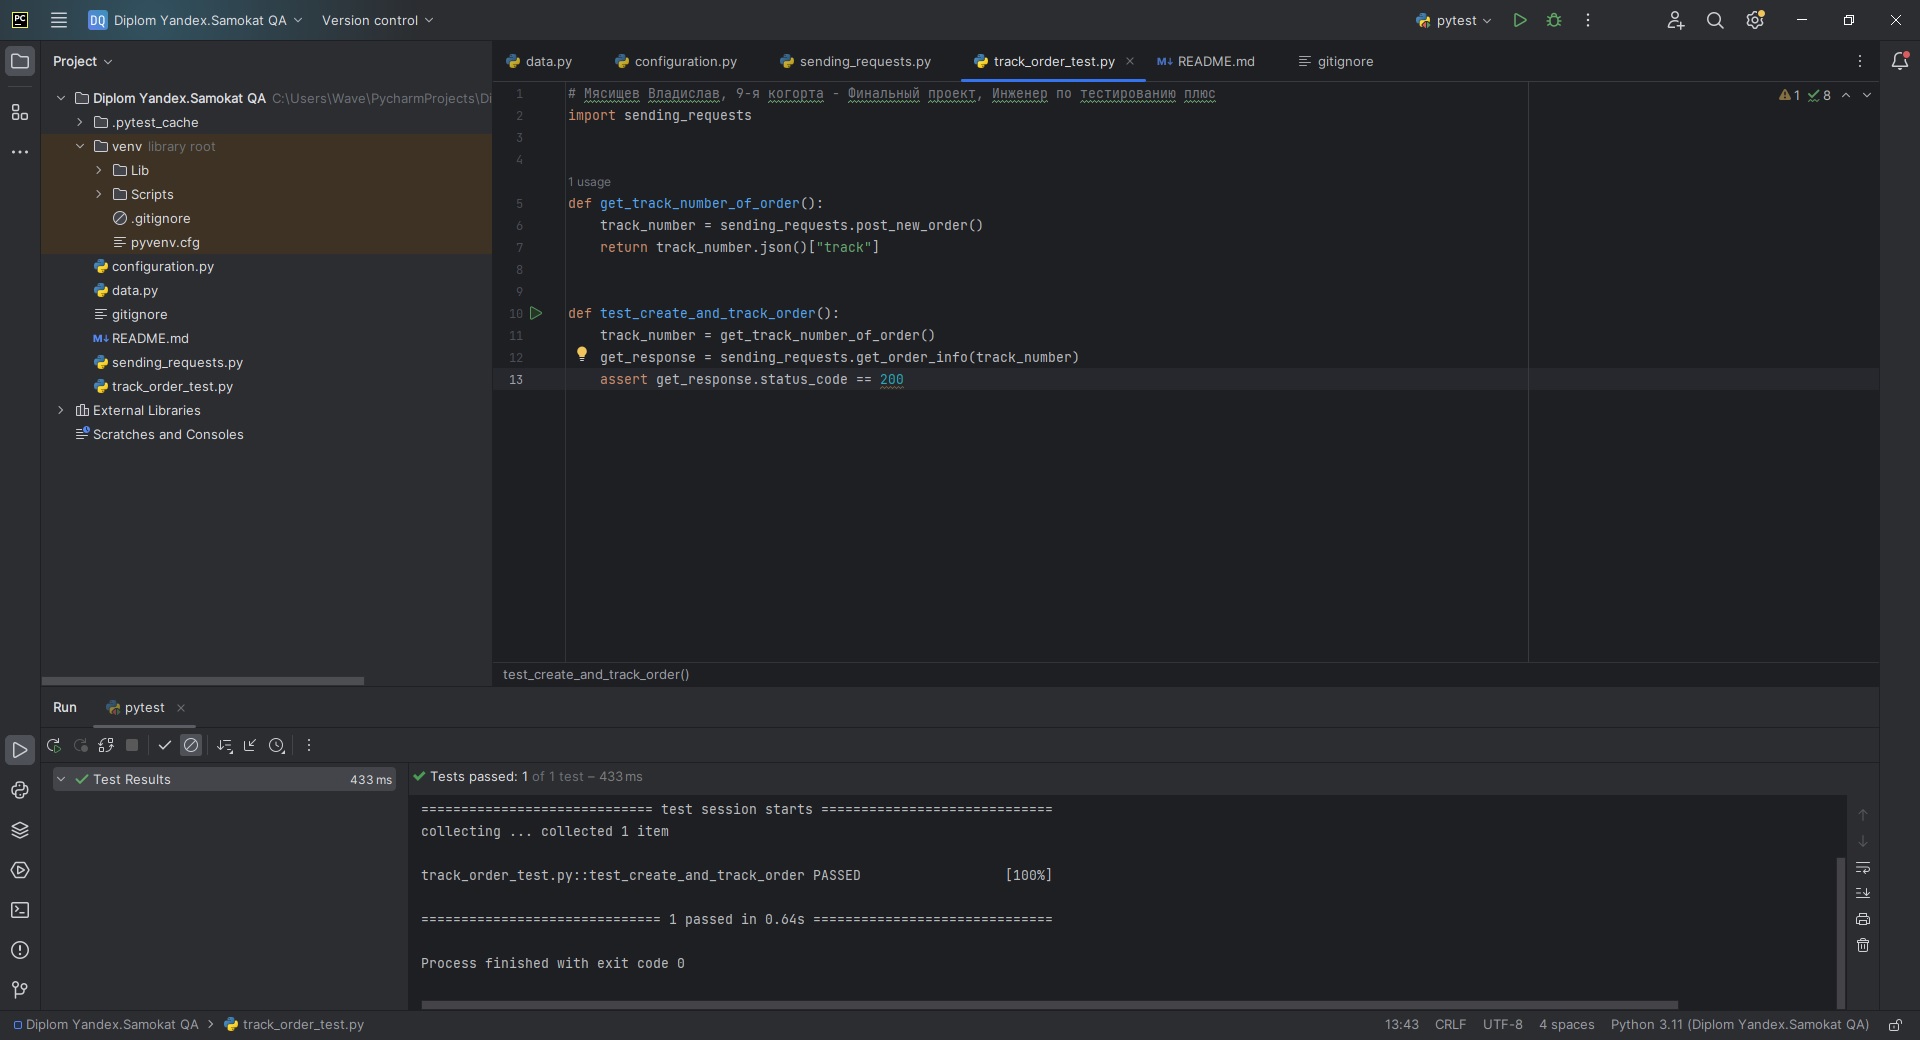 PC
DQ Diplom Yandex.Samokat QA Version control pytest
Project
data.py configuration.py sending_requests.py track_order_test.py M↓ README.md gitignore
Diplom Yandex.Samokat QA C:\Users\Wave\PycharmProjects\Di
.pytest_cache
venv library root
Lib
Scripts
.gitignore
pyvenv.cfg
configuration.py
data.py
gitignore
M↓ README.md
sending_requests.py
track_order_test.py
External Libraries
Scratches and Consoles
1 # Мясищев Владислав, 9-я когорта - Финальный проект, Инженер по тестированию плюс
1 8
2 import sending_requests
3
4
1 usage
5 def get_track_number_of_order():
6     track_number = sending_requests.post_new_order()
7     return track_number.json()["track"]
8
9
10 def test_create_and_track_order():
11     track_number = get_track_number_of_order()
12     get_response = sending_requests.get_order_info(track_number)
13     assert get_response.status_code == 200
test_create_and_track_order()
Run pytest
Test Results 433 ms
Tests passed: 1 of 1 test – 433 ms
============================= test session starts =============================
collecting ... collected 1 item
track_order_test.py::test_create_and_track_order PASSED                  [100%]
============================== 1 passed in 0.64s ==============================
Process finished with exit code 0
Diplom Yandex.Samokat QA track_order_test.py 13:43 CRLF UTF-8 4 spaces Python 3.11 (Diplom Yandex.Samokat QA)